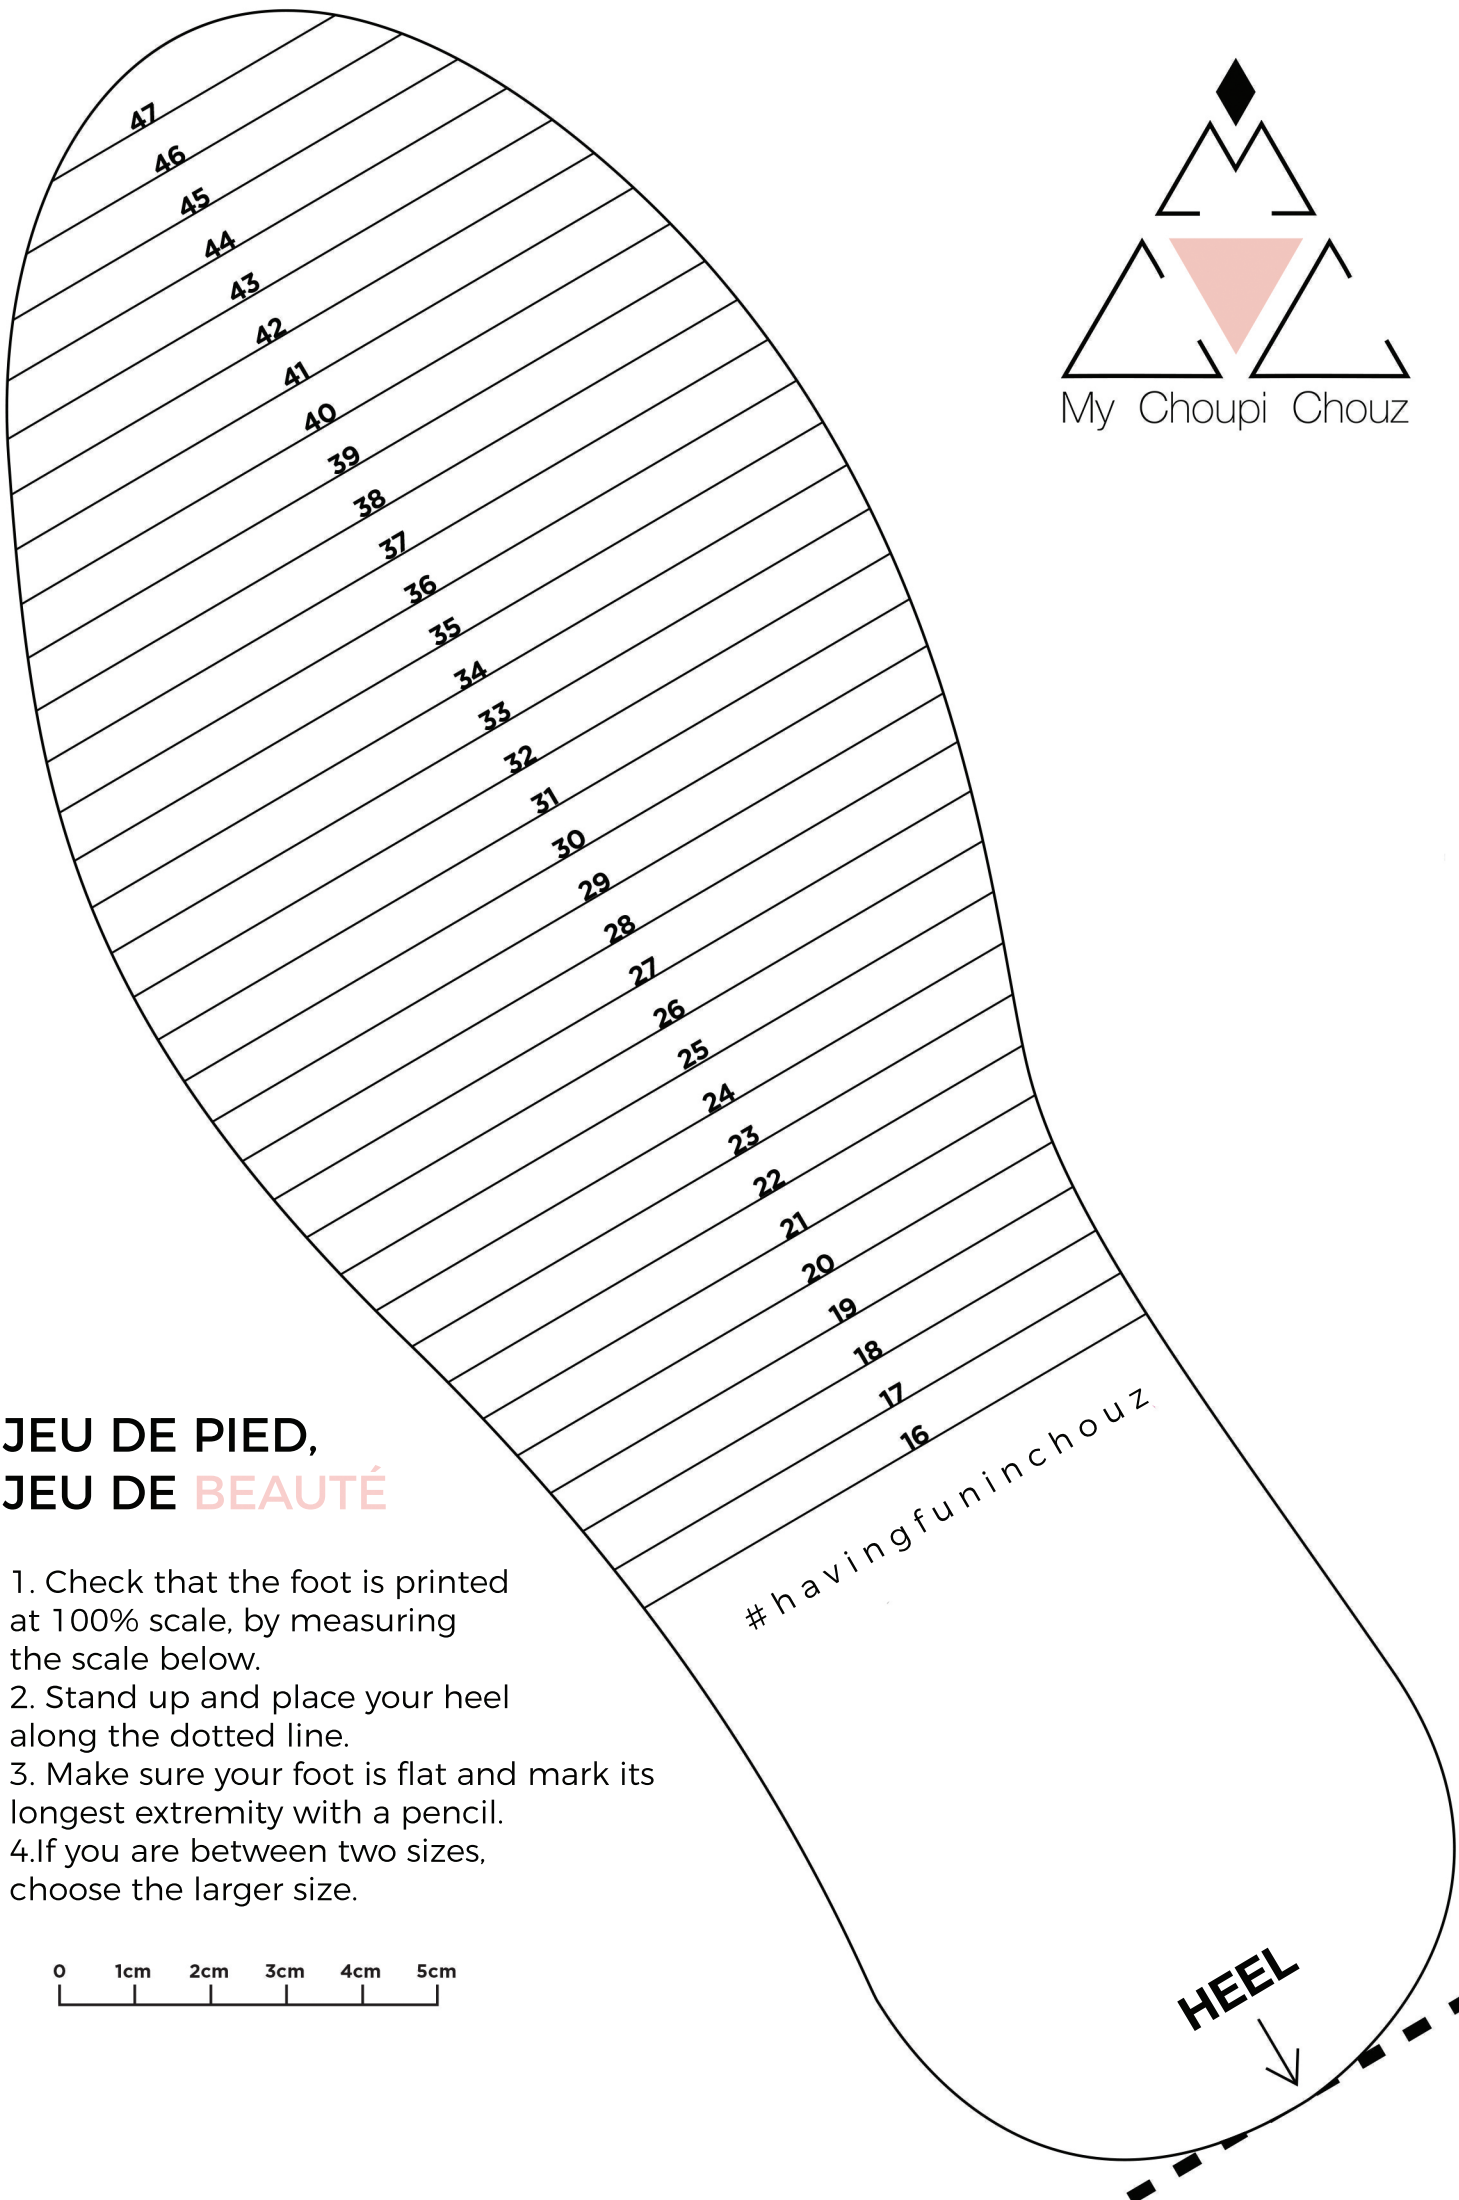 47
46
45
44
43
42
41
40
39
38
37
36
35
34
33
32
31
30
29
28
27
26
25
24
23
22
21
20
19
18
17
16
#havingfuninchouz
My Choupi Chouz
JEU DE PIED,
JEU DE BEAUTÉ
1. Check that the foot is printed
at 100% scale, by measuring
the scale below.
2. Stand up and place your heel
along the dotted line.
3. Make sure your foot is flat and mark its
longest extremity with a pencil.
4.If you are between two sizes,
choose the larger size.
0 1cm 2cm 3cm 4cm 5cm
HEEL